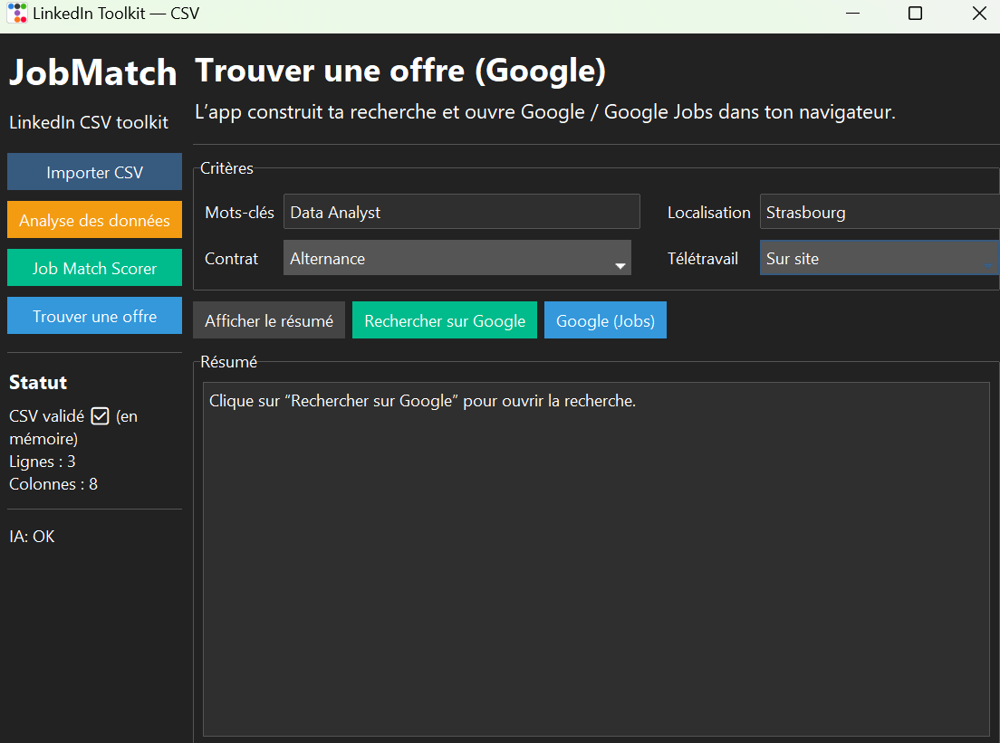 LinkedIn Toolkit — CSV
JobMatch
LinkedIn CSV toolkit
Importer CSV
Analyse des données
Job Match Scorer
Trouver une offre
Statut
CSV validé ☑ (en
mémoire)
Lignes : 3
Colonnes : 8
IA: OK
Trouver une offre (Google)
L’app construit ta recherche et ouvre Google / Google Jobs dans ton navigateur.
Critères
Mots-clés Data Analyst Localisation Strasbourg
Contrat Alternance Télétravail Sur site
Afficher le résumé Rechercher sur Google Google (Jobs)
Résumé
Clique sur “Rechercher sur Google” pour ouvrir la recherche.